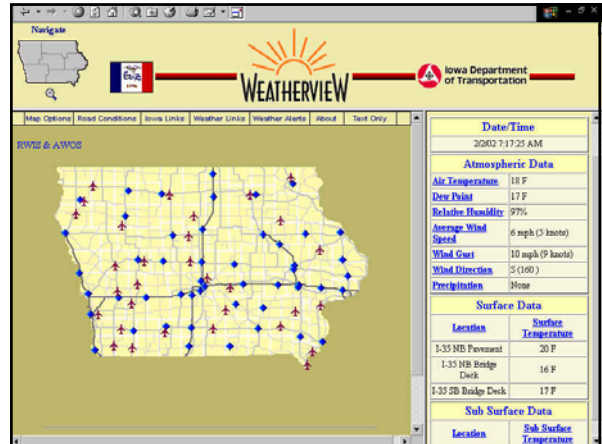 Navigate
WEATHERVIEW
Iowa Department
of Transportation
Map Options Road Conditions Iowa Links Weather Links Weather Alerts About Text Only
RWIS & AWOS
Date/Time
2/2/02 7:17:25 AM
Atmospheric Data
Air Temperature 18 F
Dew Point 17 F
Relative Humidity 97%
Average Wind
Speed 6 mph (5 knots)
Wind Gust 10 mph (9 knots)
Wind Direction S (160 )
Precipitation None
Surface Data
Location Surface
Temperature
I-35 NB Pavement 20 F
I-35 NB Bridge
Deck 16 F
I-35 SB Bridge Deck 17 F
Sub Surface Data
Location Sub Surface
Temperature